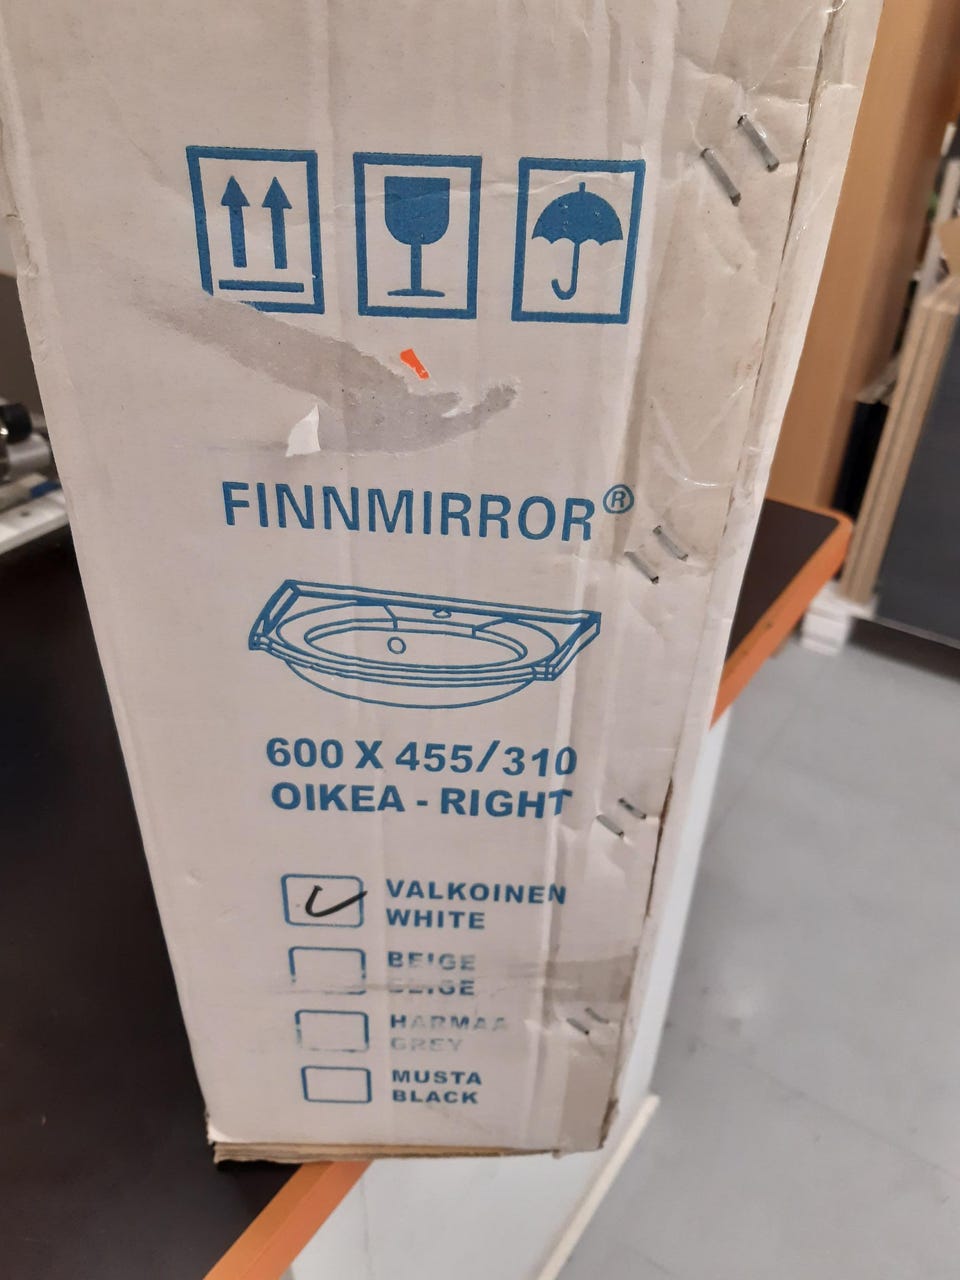 FINNMIRROR®
600 X 455/310
OIKEA - RIGHT
VALKOINEN
WHITE
BEIGE
BEIGE
HARMAA
GREY
MUSTA
BLACK